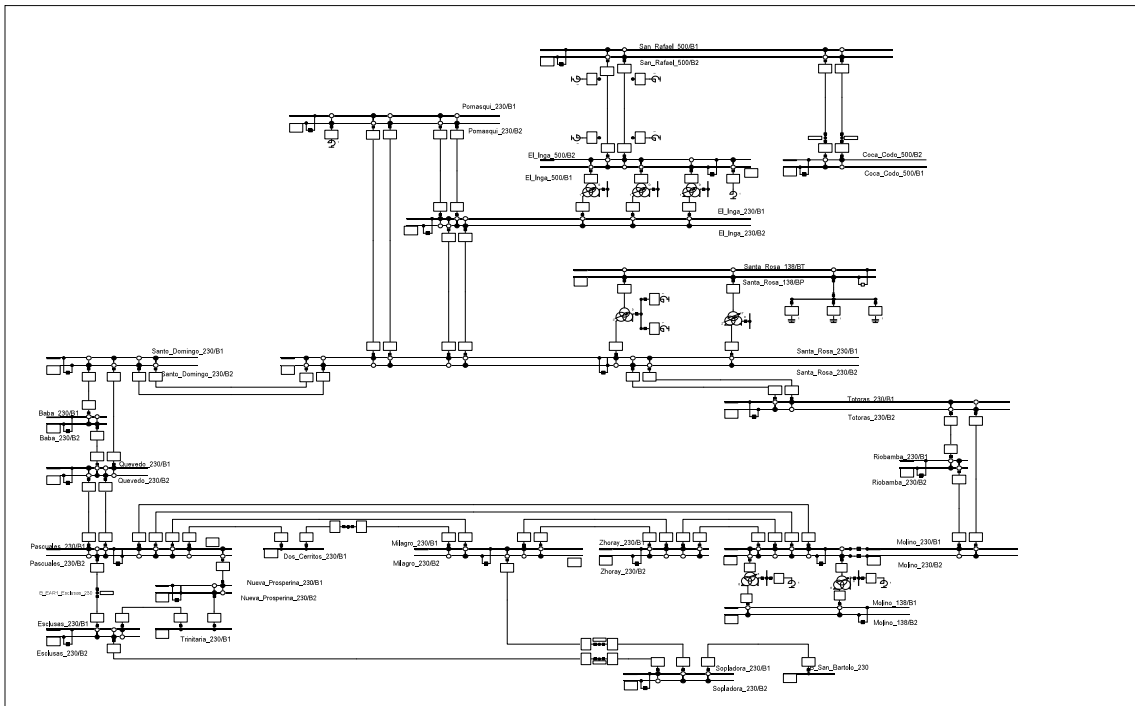 San_Rafael_500/B1
San_Rafael_500/B2
Pomasqui_230/B1
Pomasqui_230/B2
El_Inga_500/B2
El_Inga_500/B1
Coca_Codo_500/B2
Coca_Codo_500/B1
El_Inga_230/B1
El_Inga_230/B2
Santa_Rosa_138/BT
Santa_Rosa_138/BP
Santo_Domingo_230/B1
Santo_Domingo_230/B2
Santa_Rosa_230/B1
Santa_Rosa_230/B2
Totoras_230/B1
Totoras_230/B2
Baba_230/B1
Baba_230/B2
Quevedo_230/B1
Quevedo_230/B2
Riobamba_230/B1
Riobamba_230/B2
Pascuales_230/B1
Pascuales_230/B2
Dos_Cerritos_230/B1
Milagro_230/B1
Milagro_230/B2
Zhoray_230/B1
Zhoray_230/B2
Molino_230/B1
Molino_230/B2
Nueva_Prosperina_230/B1
Nueva_Prosperina_230/B2
Molino_138/B1
Molino_138/B2
Esclusas_230/B1
Esclusas_230/B2
Trinitaria_230/B1
Sopladora_230/B1
Sopladora_230/B2
San_Bartolo_230